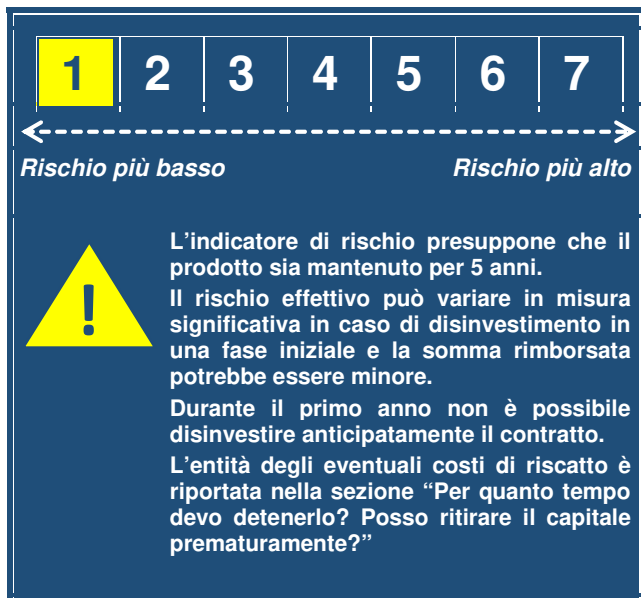 1 2 3 4 5 6 7
Rischio più basso Rischio più alto
!
L’indicatore di rischio presuppone che il
prodotto sia mantenuto per 5 anni.
Il rischio effettivo può variare in misura
significativa in caso di disinvestimento in
una fase iniziale e la somma rimborsata
potrebbe essere minore.
Durante il primo anno non è possibile
disinvestire anticipatamente il contratto.
L’entità degli eventuali costi di riscatto è
riportata nella sezione “Per quanto tempo
devo detenerlo? Posso ritirare il capitale
prematuramente?”